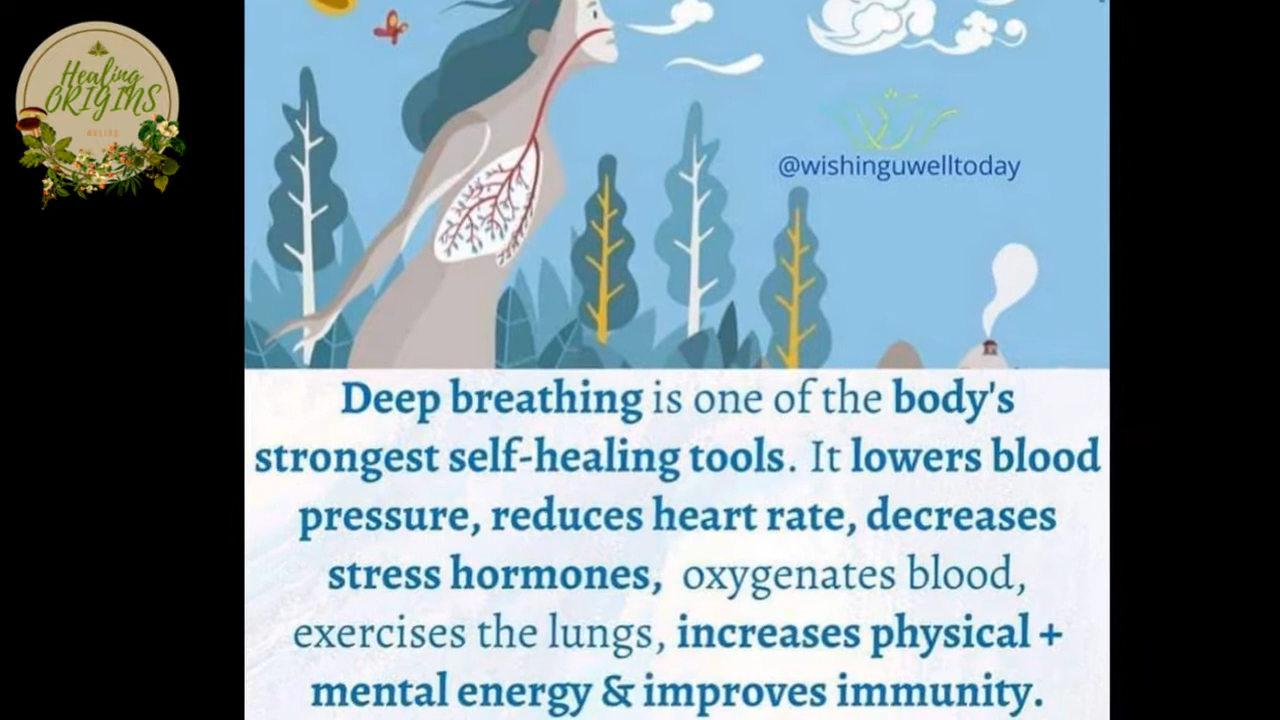 Healing
ORIGINS
@wishinguwelltoday
Deep breathing is one of the body's
strongest self-healing tools. It lowers blood
pressure, reduces heart rate, decreases
stress hormones, oxygenates blood,
exercises the lungs, increases physical +
mental energy & improves immunity.